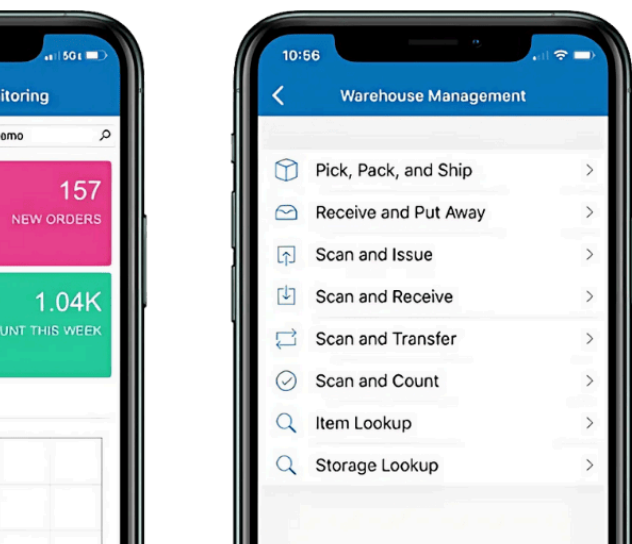 5G
itoring
emo
157
NEW ORDERS
1.04K
UNT THIS WEEK
10:56
Warehouse Management
Pick, Pack, and Ship
Receive and Put Away
Scan and Issue
Scan and Receive
Scan and Transfer
Scan and Count
Item Lookup
Storage Lookup